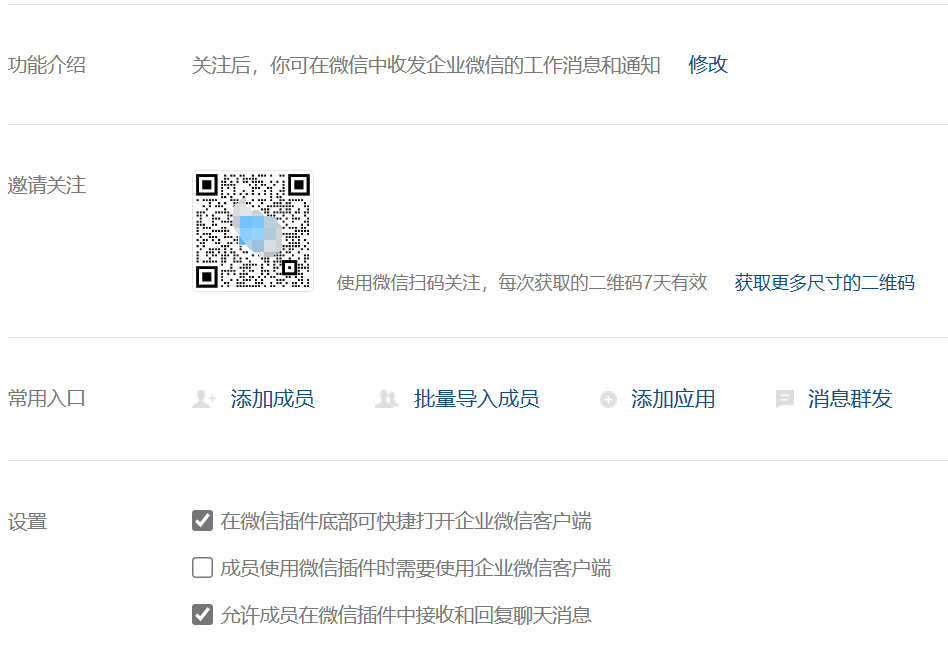 功能介绍 关注后，你可在微信中收发企业微信的工作消息和通知 修改
邀请关注
使用微信扫码关注，每次获取的二维码7天有效 获取更多尺寸的二维码
常用入口 添加成员 批量导入成员 添加应用 消息群发
设置 在微信插件底部可快捷打开企业微信客户端
成员使用微信插件时需要使用企业微信客户端
允许成员在微信插件中接收和回复聊天消息